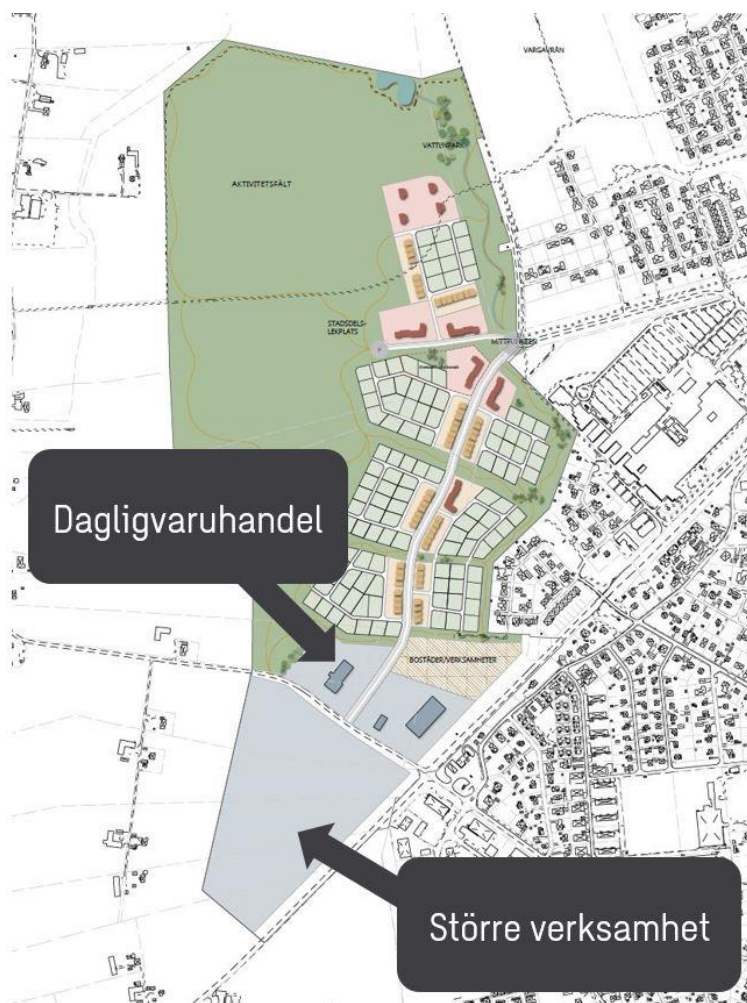 VARGAVRÅN
VATTENPARK
AKTIVITETSFÄLT
STADSDELS-
LEKPLATS
Dagligvaruhandel
BOSTÄDER/VERKSAMHETER
Större verksamhet